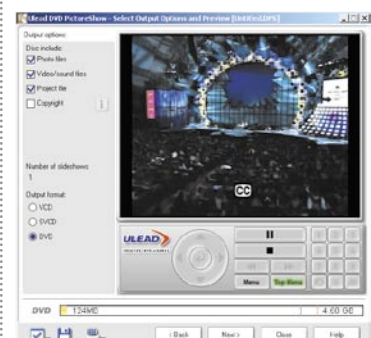 Ulead DVD PictureShow - Select Output Options and Preview [Untitled.DPS]
Output options:
Disc include:
Photo files
Video/sound files
Project file
Copyright
Number of slideshows:
1
Output format:
VCD
SVCD
DVD
CC
ULEAD
Menu
Top Menu
DVD
124MB
4.60 GB
< Back
Next >
Close
Help